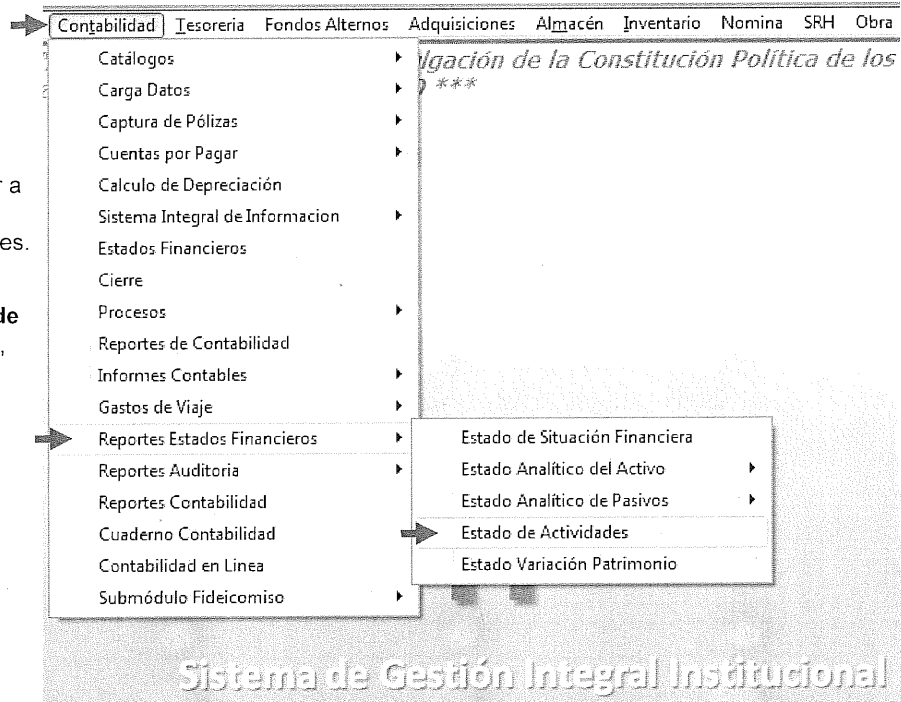 Contabilidad Tesoreria Fondos Alternos Adquisiciones Almacén Inventario Nomina SRH Obra
lgación de la Constitución Política de los
***
Catálogos
Carga Datos
Captura de Pólizas
Cuentas por Pagar
Calculo de Depreciación
Sistema Integral de Informacion
Estados Financieros
Cierre
Procesos
Reportes de Contabilidad
Informes Contables
Gastos de Viaje
Reportes Estados Financieros
Reportes Auditoria
Reportes Contabilidad
Cuaderno Contabilidad
Contabilidad en Linea
Submódulo Fideicomiso
Estado de Situación Financiera
Estado Analítico del Activo
Estado Analítico de Pasivos
Estado de Actividades
Estado Variación Patrimonio
r a
es.
de
,
Sistema de Gestión Integral Institucional